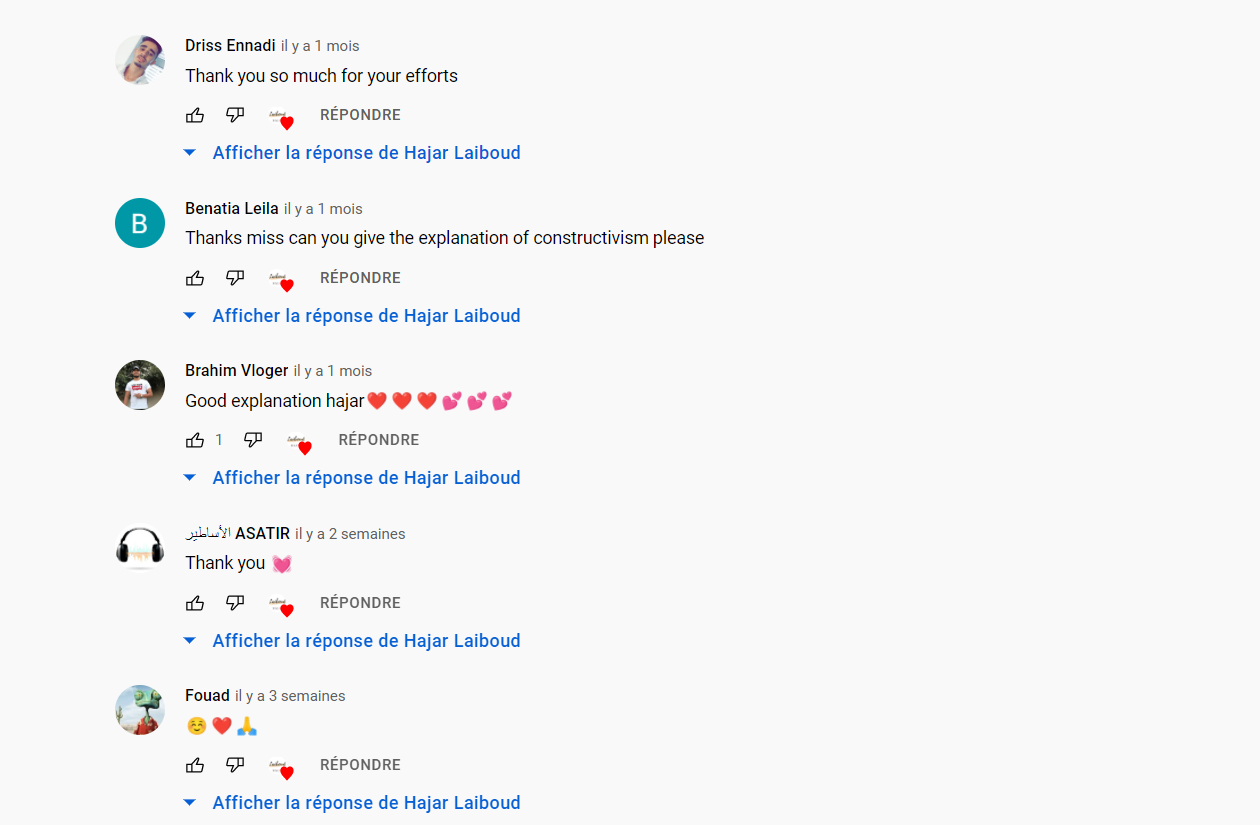 Driss Ennadi il y a 1 mois
Thank you so much for your efforts
RÉPONDRE
Afficher la réponse de Hajar Laiboud
B
Benatia Leila il y a 1 mois
Thanks miss can you give the explanation of constructivism please
RÉPONDRE
Afficher la réponse de Hajar Laiboud
Brahim Vloger il y a 1 mois
Good explanation hajar❤️❤️❤️💕💕💕
1 RÉPONDRE
Afficher la réponse de Hajar Laiboud
الأساطير ASATIR il y a 2 semaines
Thank you 💓
RÉPONDRE
Afficher la réponse de Hajar Laiboud
Fouad il y a 3 semaines
☺️❤️🙏
RÉPONDRE
Afficher la réponse de Hajar Laiboud